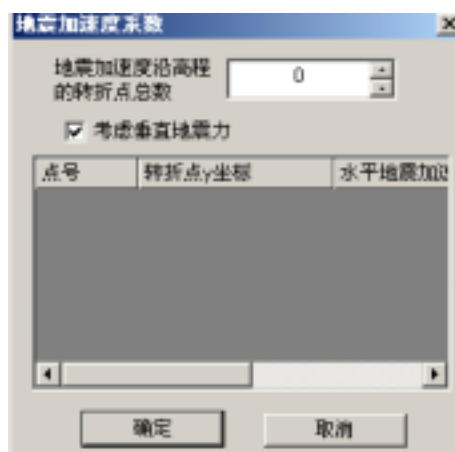 地震加速度系数
地震加速度沿高程
的转折点总数
0
考虑垂直地震力
点号 转折点y坐标 水平地震加速
确定 取消